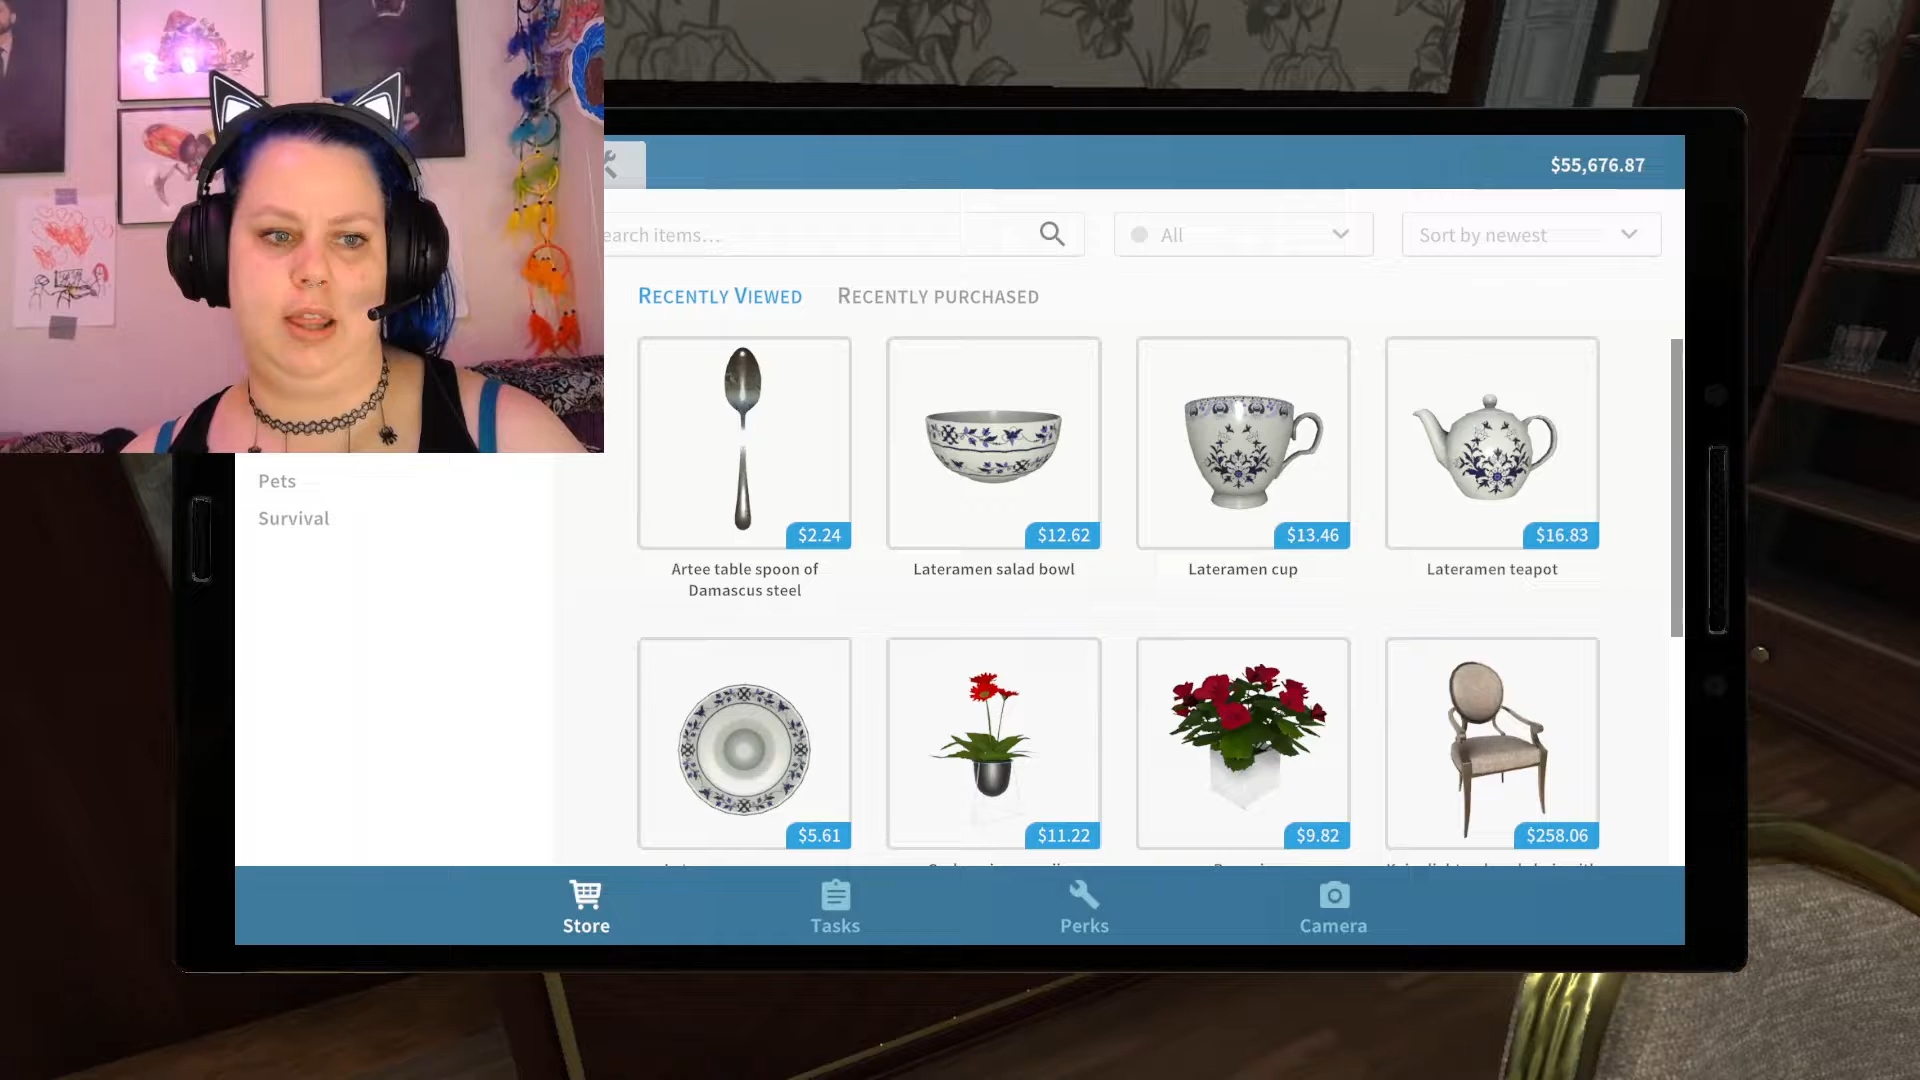 $55,676.87
earch items...
All
Sort by newest
RECENTLY VIEWED
RECENTLY PURCHASED
Pets
Survival
$2.24
$12.62
$13.46
$16.83
Artee table spoon of
Damascus steel
Lateramen salad bowl
Lateramen cup
Lateramen teapot
$5.61
$11.22
$9.82
$258.06
Store
Tasks
Perks
Camera